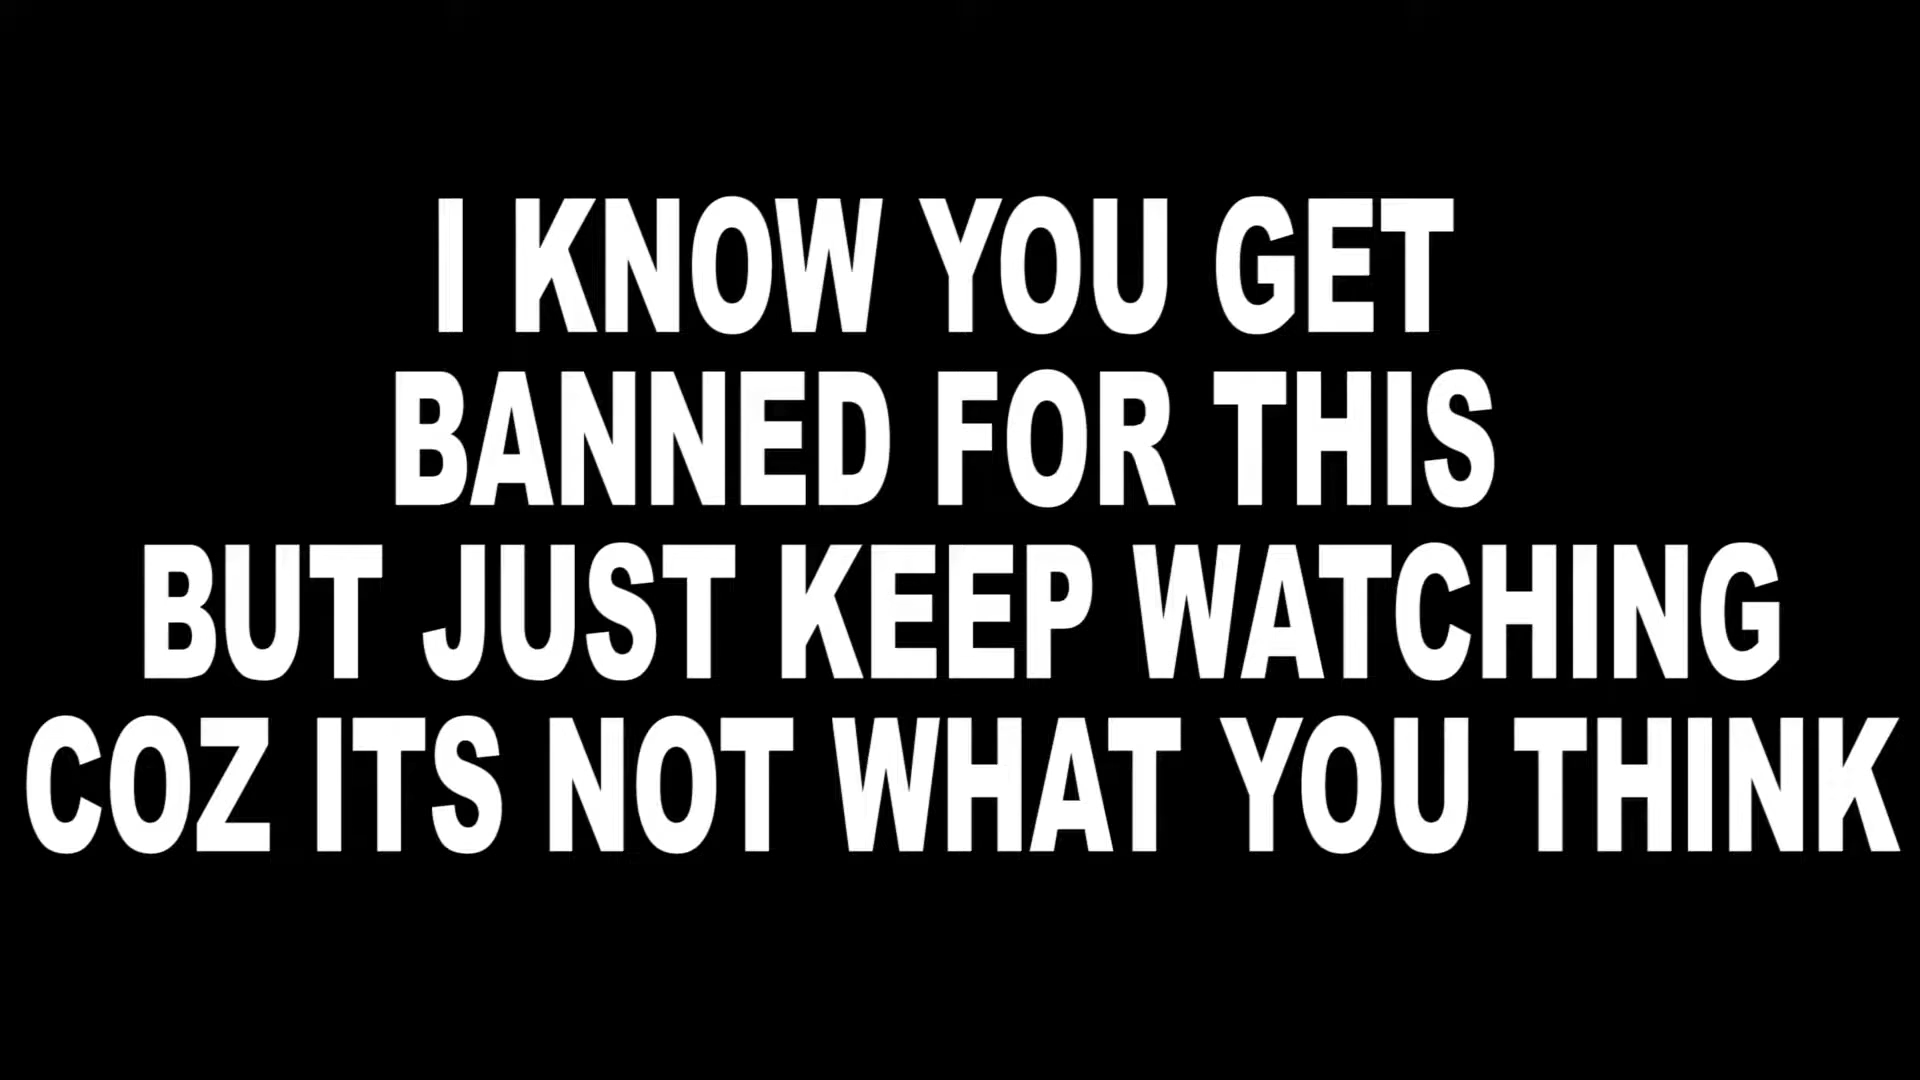 I KNOW YOU GET
BANNED FOR THIS
BUT JUST KEEP WATCHING
COZ ITS NOT WHAT YOU THINK